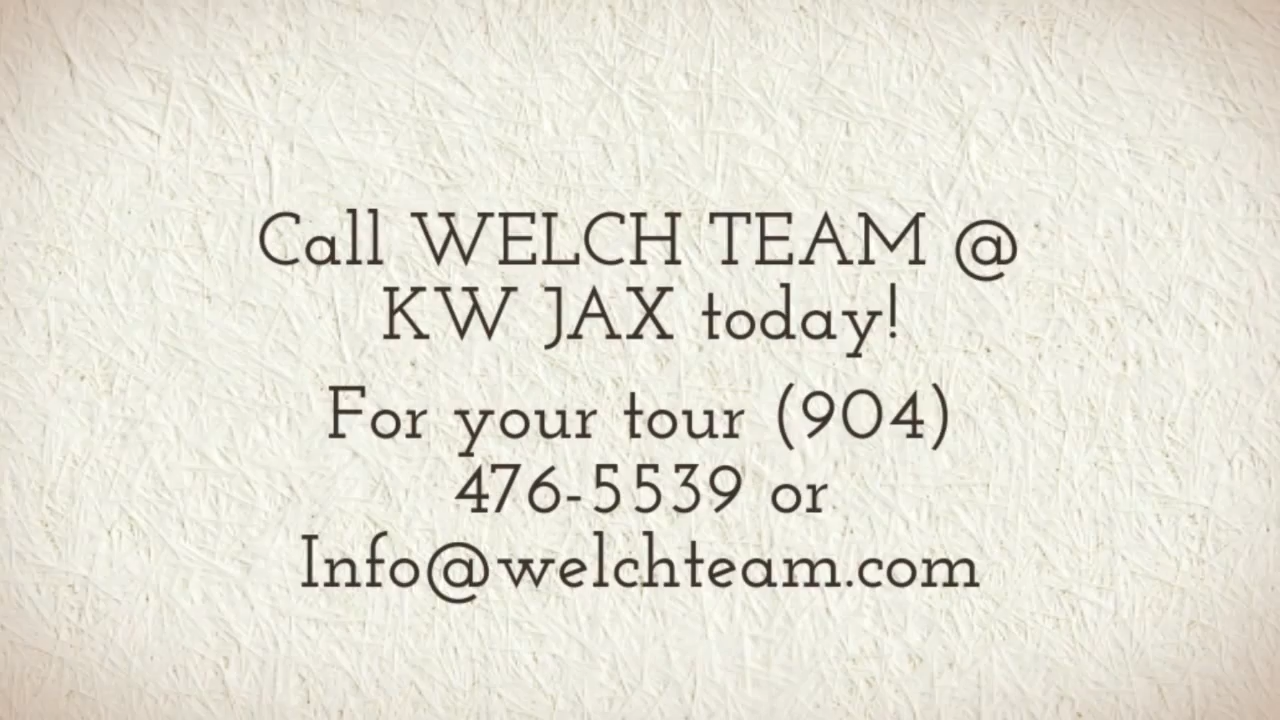 Call WELCH TEAM @
KW JAX today!
For your tour (904)
476-5539 or
Info@welchteam.com